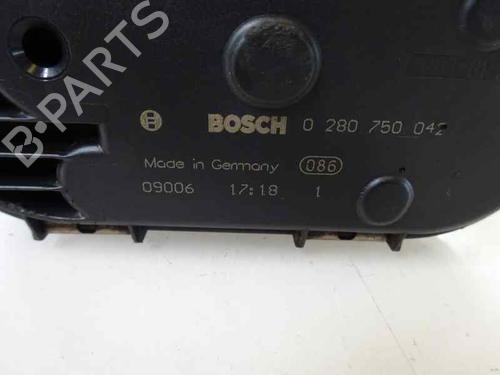 B-PARTS
BOSCH 0 280 750 042
Made in Germany 086
09006 17:18 1